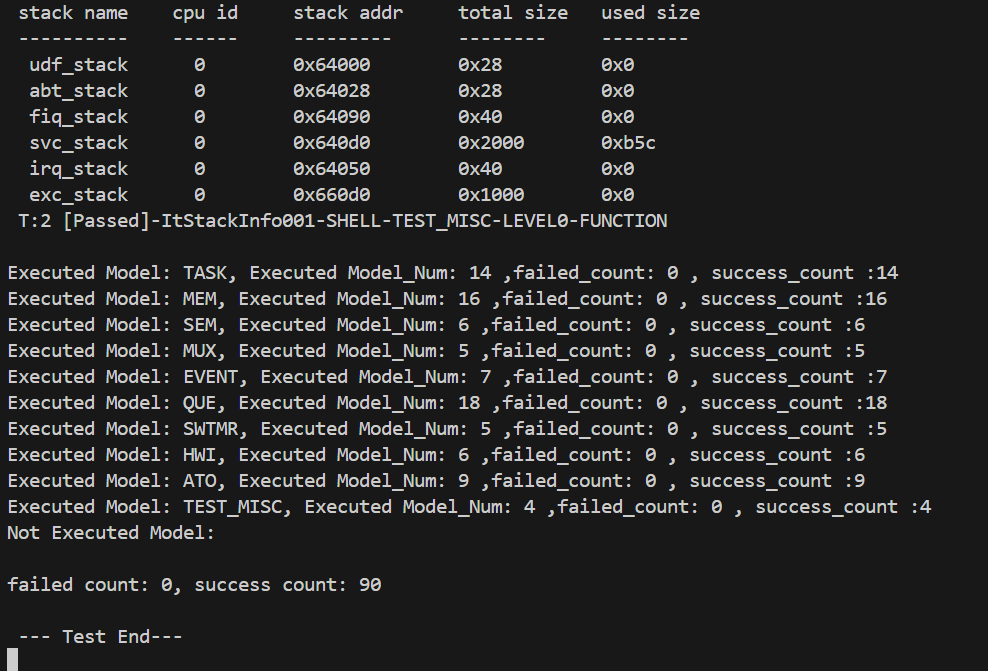 stack name    cpu id     stack addr     total size   used size
----------    ------     ---------      --------     --------
 udf_stack      0        0x64000        0x28         0x0
 abt_stack      0        0x64028        0x28         0x0
 fiq_stack      0        0x64090        0x40         0x0
 svc_stack      0        0x640d0        0x2000       0xb5c
 irq_stack      0        0x64050        0x40         0x0
 exc_stack      0        0x660d0        0x1000       0x0
T:2 [Passed]-ItStackInfo001-SHELL-TEST_MISC-LEVEL0-FUNCTION
Executed Model: TASK, Executed Model_Num: 14 ,failed_count: 0 , success_count :14
Executed Model: MEM, Executed Model_Num: 16 ,failed_count: 0 , success_count :16
Executed Model: SEM, Executed Model_Num: 6 ,failed_count: 0 , success_count :6
Executed Model: MUX, Executed Model_Num: 5 ,failed_count: 0 , success_count :5
Executed Model: EVENT, Executed Model_Num: 7 ,failed_count: 0 , success_count :7
Executed Model: QUE, Executed Model_Num: 18 ,failed_count: 0 , success_count :18
Executed Model: SWTMR, Executed Model_Num: 5 ,failed_count: 0 , success_count :5
Executed Model: HWI, Executed Model_Num: 6 ,failed_count: 0 , success_count :6
Executed Model: ATO, Executed Model_Num: 9 ,failed_count: 0 , success_count :9
Executed Model: TEST_MISC, Executed Model_Num: 4 ,failed_count: 0 , success_count :4
Not Executed Model:
failed count: 0, success count: 90
--- Test End---